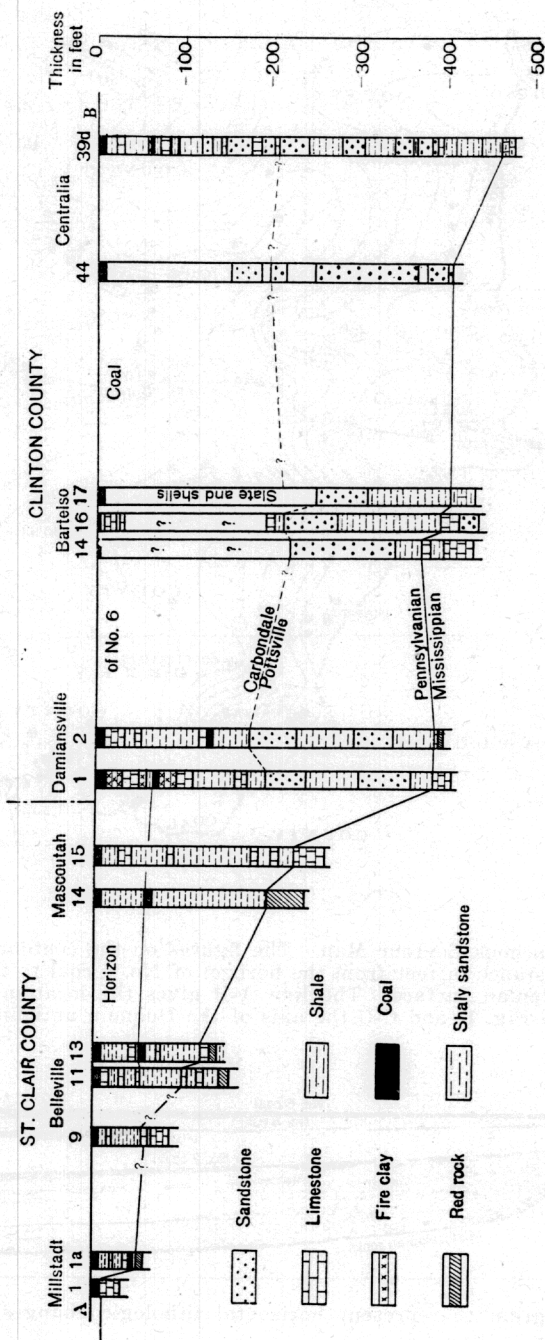 ST. CLAIR COUNTY
CLINTON COUNTY
Millstadt
Belleville
Mascoutah
Damiansville
Bartelso
Centralia
Thickness
in feet
A
1
1a
9
11
13
14
15
1
2
14
16
17
44
39d
B
0
100
200
300
400
500
Horizon
of No. 6
Coal
?
?
?
?
?
?
?
?
?
?
?
Slate and shells
Carbondale
Pottsville
Pennsylvanian
Mississippian
Sandstone
Shale
Limestone
Coal
Fire clay
Shaly sandstone
Red rock